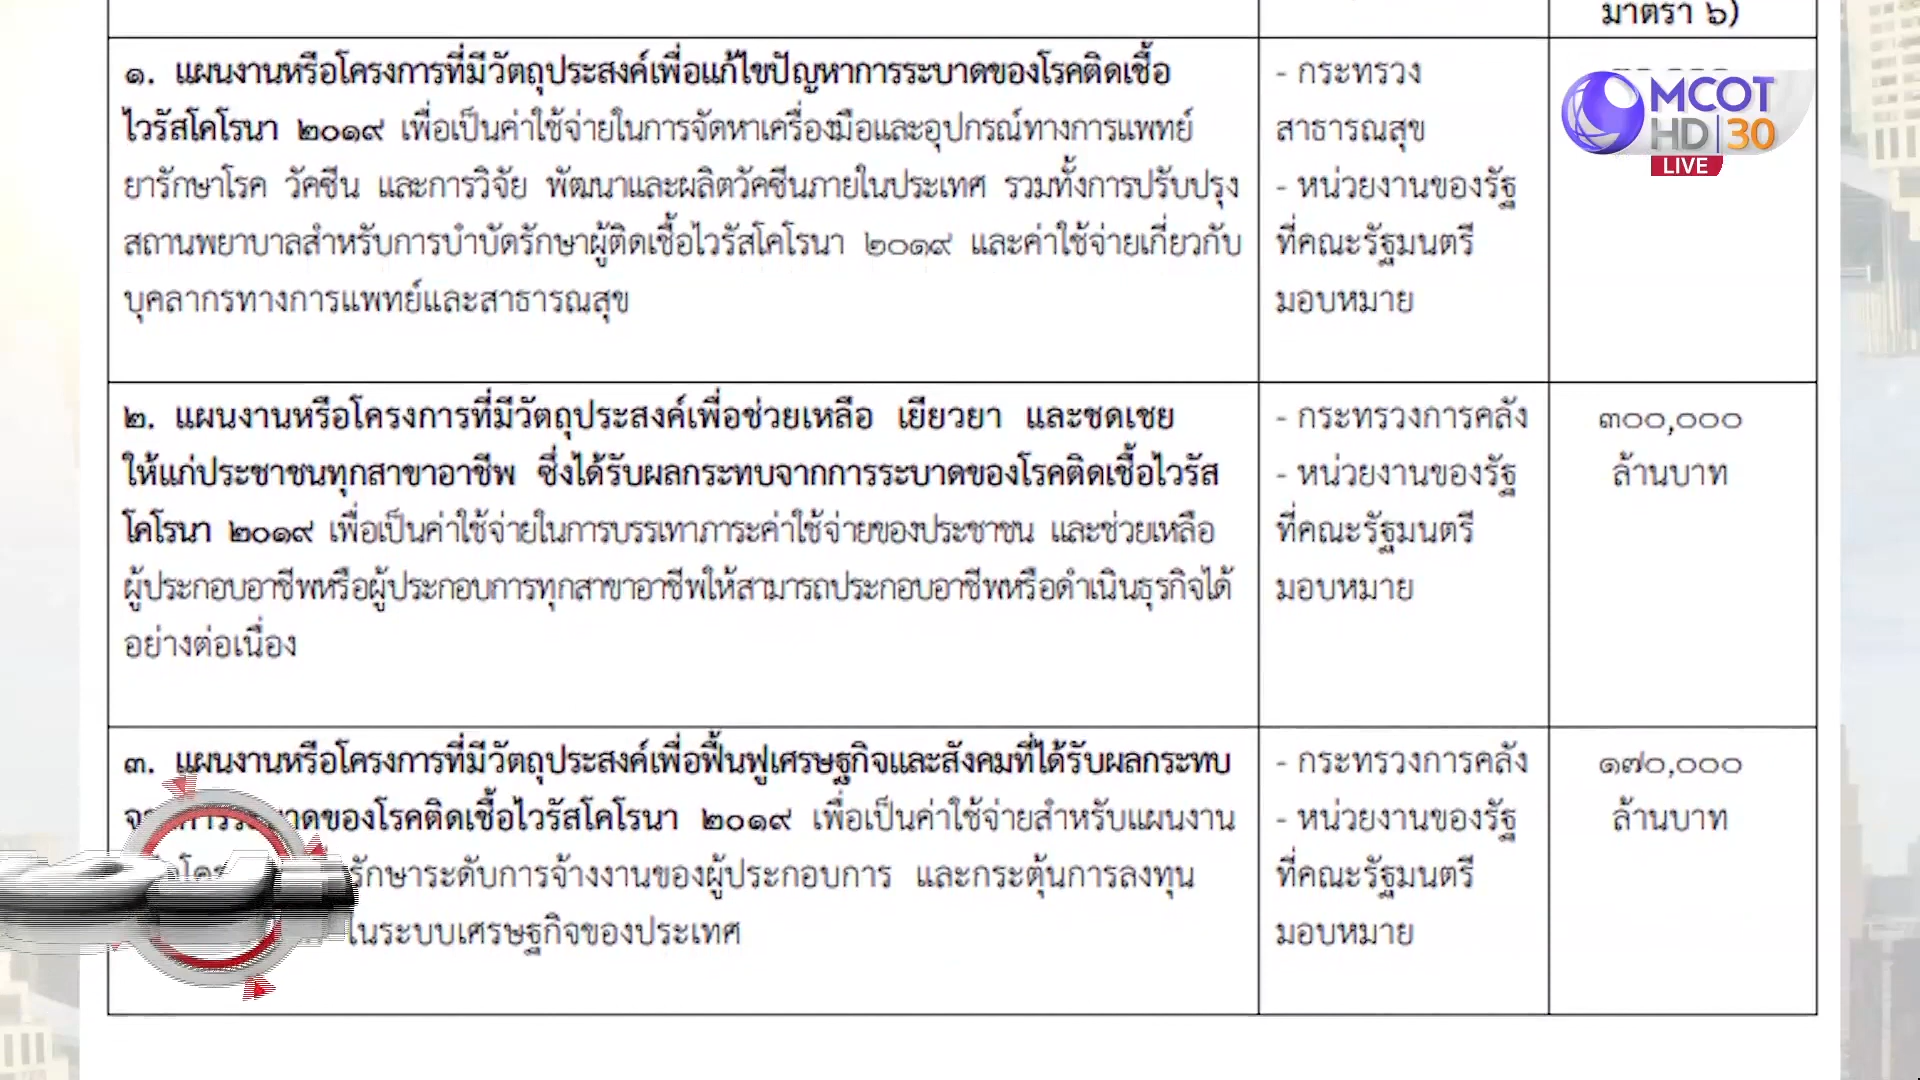 มาตรา ๖)
๑. แผนงานหรือโครงการที่มีวัตถุประสงค์เพื่อแก้ไขปัญหาการระบาดของโรคติดเชื้อ
ไวรัสโคโรนา ๒๐๑๙ เพื่อเป็นค่าใช้จ่ายในการจัดหาเครื่องมือและอุปกรณ์ทางการแพทย์
ยารักษาโรค วัคซีน และการวิจัย พัฒนาและผลิตวัคซีนภายในประเทศ รวมทั้งการปรับปรุง
สถานพยาบาลสำหรับการบำบัดรักษาผู้ติดเชื้อไวรัสโคโรนา ๒๐๑๙ และค่าใช้จ่ายเกี่ยวกับ
บุคลากรทางการแพทย์และสาธารณสุข
- กระทรวง
สาธารณสุข
- หน่วยงานของรัฐ
ที่คณะรัฐมนตรี
มอบหมาย
MCOT
HD 30
LIVE
๒. แผนงานหรือโครงการที่มีวัตถุประสงค์เพื่อช่วยเหลือ เยียวยา และชดเชย
ให้แก่ประชาชนทุกสาขาอาชีพ ซึ่งได้รับผลกระทบจากการระบาดของโรคติดเชื้อไวรัส
โคโรนา ๒๐๑๙ เพื่อเป็นค่าใช้จ่ายในการบรรเทาภาระค่าใช้จ่ายของประชาชน และช่วยเหลือ
ผู้ประกอบอาชีพหรือผู้ประกอบการทุกสาขาอาชีพให้สามารถประกอบอาชีพหรือดำเนินธุรกิจได้
อย่างต่อเนื่อง
- กระทรวงการคลัง
- หน่วยงานของรัฐ
ที่คณะรัฐมนตรี
มอบหมาย
๓๐๐,๐๐๐
ล้านบาท
๓. แผนงานหรือโครงการที่มีวัตถุประสงค์เพื่อฟื้นฟูเศรษฐกิจและสังคมที่ได้รับผลกระทบ
จากการระบาดของโรคติดเชื้อไวรัสโคโรนา ๒๐๑๙ เพื่อเป็นค่าใช้จ่ายสำหรับแผนงาน
รักษาระดับการจ้างงานของผู้ประกอบการ และกระตุ้นการลงทุน
ในระบบเศรษฐกิจของประเทศ
- กระทรวงการคลัง
- หน่วยงานของรัฐ
ที่คณะรัฐมนตรี
มอบหมาย
๑๗๐,๐๐๐
ล้านบาท